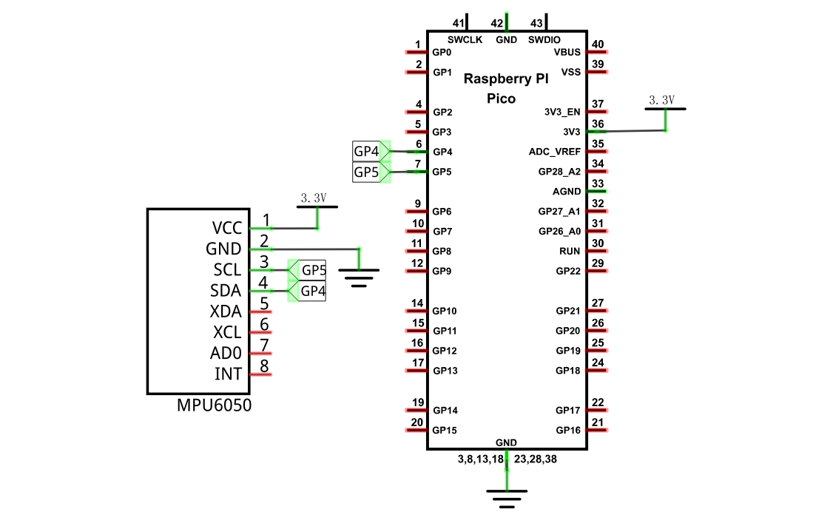 41 42 43
SWCLK GND SWDIO
1 GP0 VBUS 40
2 GP1 VSS 39
Raspberry PI
Pico
4 GP2 3V3_EN 37
3.3V
5 GP3 3V3 36
GP4 6 GP4 ADC_VREF 35
GP5 7 GP5 GP28_A2 34
AGND 33
9 GP6 GP27_A1 32
10 GP7 GP26_A0 31
11 GP8 RUN 30
12 GP9 GP22 29
14 GP10 GP21 27
15 GP11 GP20 26
16 GP12 GP19 25
17 GP13 GP18 24
19 GP14 GP17 22
20 GP15 GP16 21
GND
3,8,13,18 23,28,38
3.3V
VCC 1
GND 2
SCL 3 GP5
SDA 4 GP4
XDA 5
XCL 6
AD0 7
INT 8
MPU6050